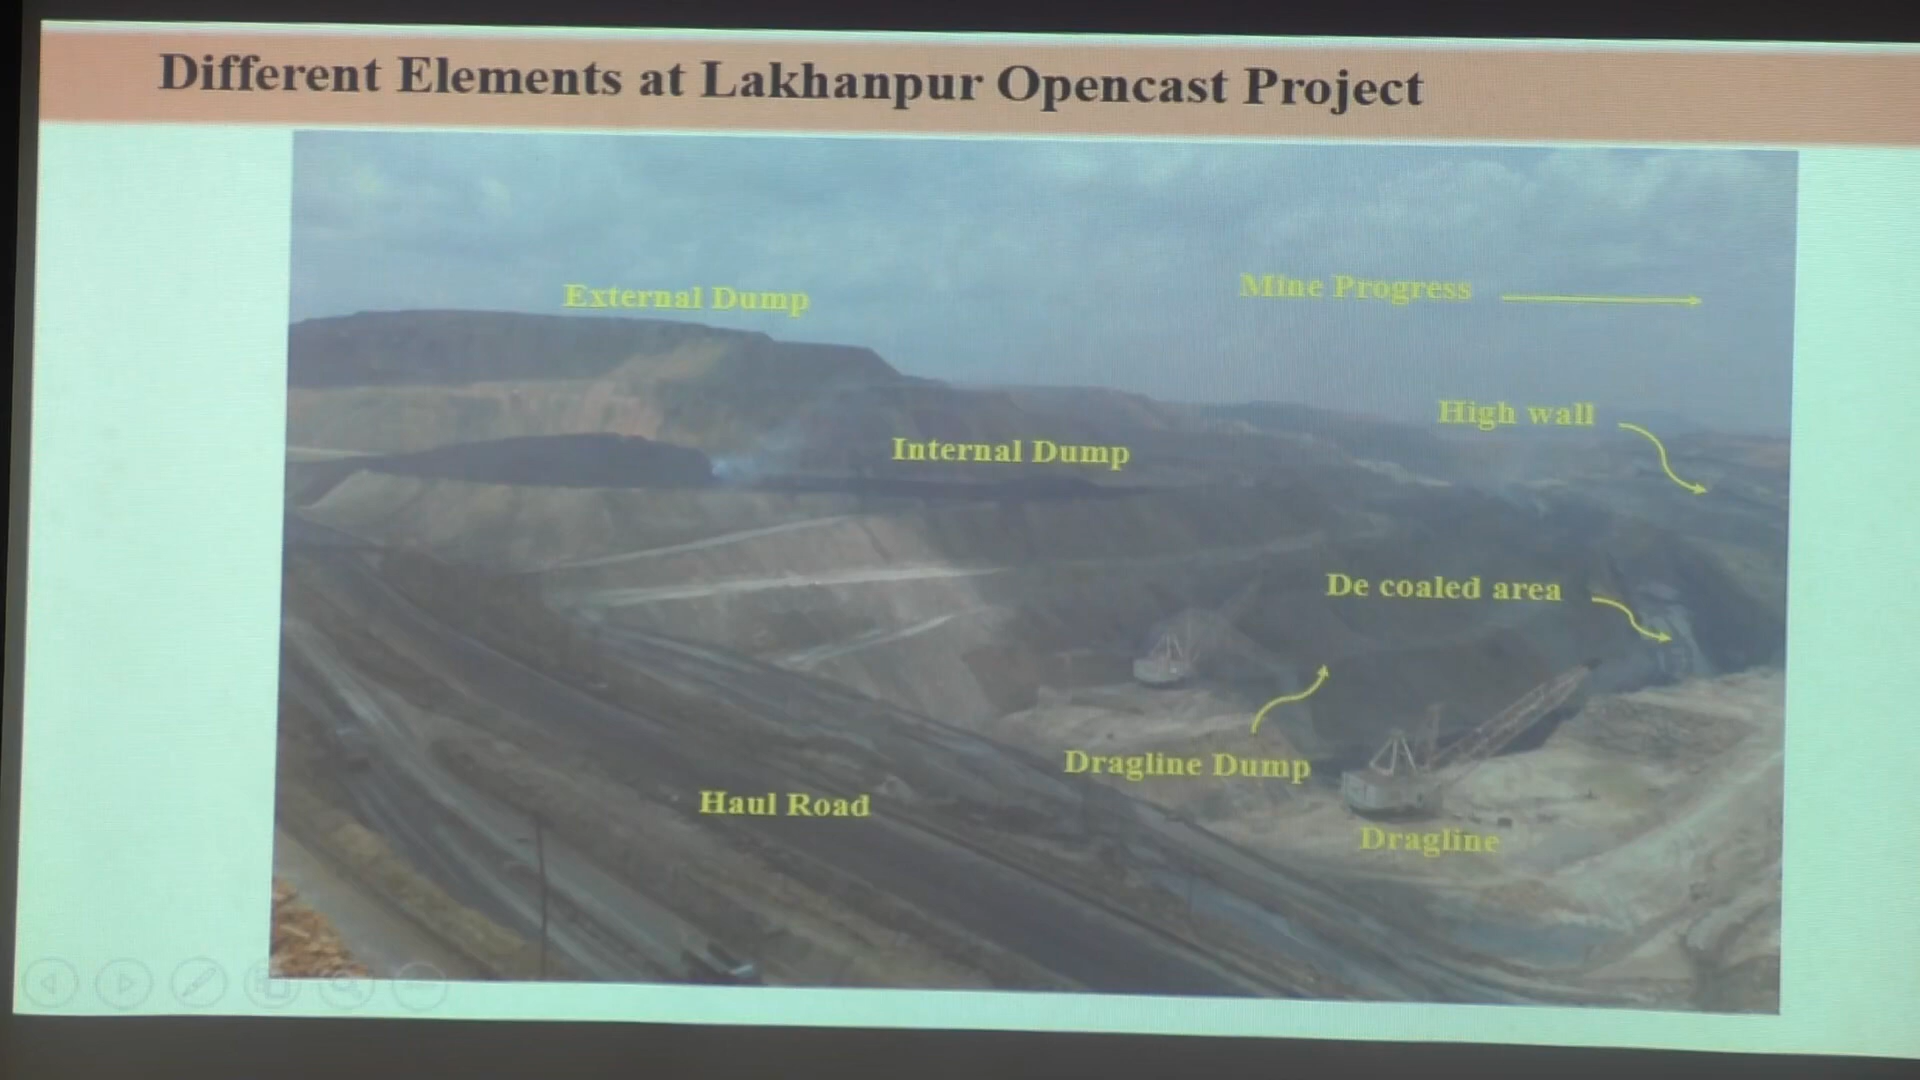 Different Elements at Lakhanpur Opencast Project
External Dump
Mine Progress
High wall
Internal Dump
De coaled area
Dragline Dump
Haul Road
Dragline